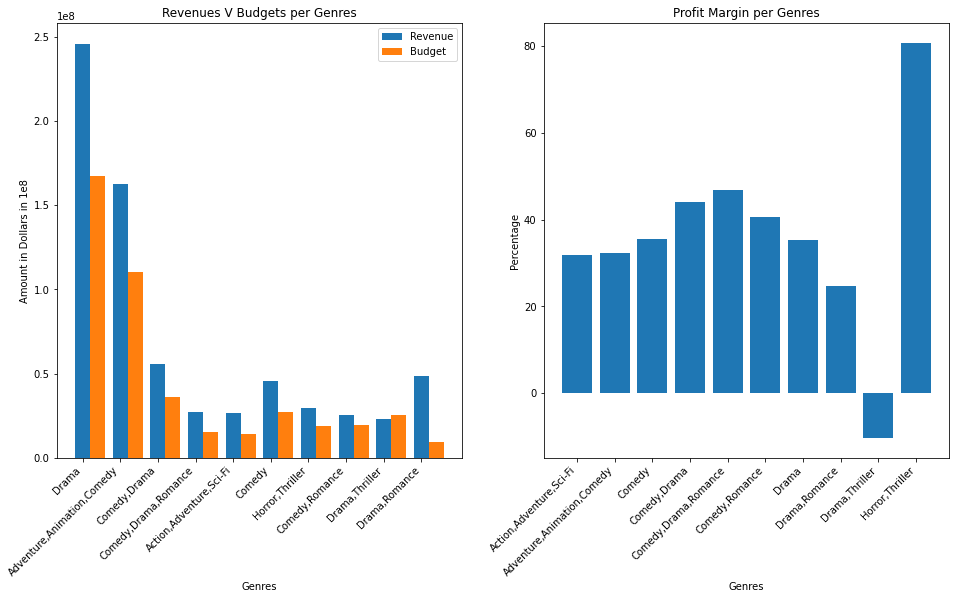 Revenues V Budgets per Genres
1e8
Revenue
Budget
2.5
2.0
1.5
1.0
0.5
0.0
Amount in Dollars in 1e8
Drama
Adventure,Animation,Comedy
Comedy,Drama
Comedy,Drama,Romance
Action,Adventure,Sci-Fi
Comedy
Horror,Thriller
Comedy,Romance
Drama,Thriller
Drama,Romance
Genres
Profit Margin per Genres
80
60
40
20
0
Percentage
Action,Adventure,Sci-Fi
Adventure,Animation,Comedy
Comedy
Comedy,Drama
Comedy,Drama,Romance
Comedy,Romance
Drama
Drama,Romance
Drama,Thriller
Horror,Thriller
Genres